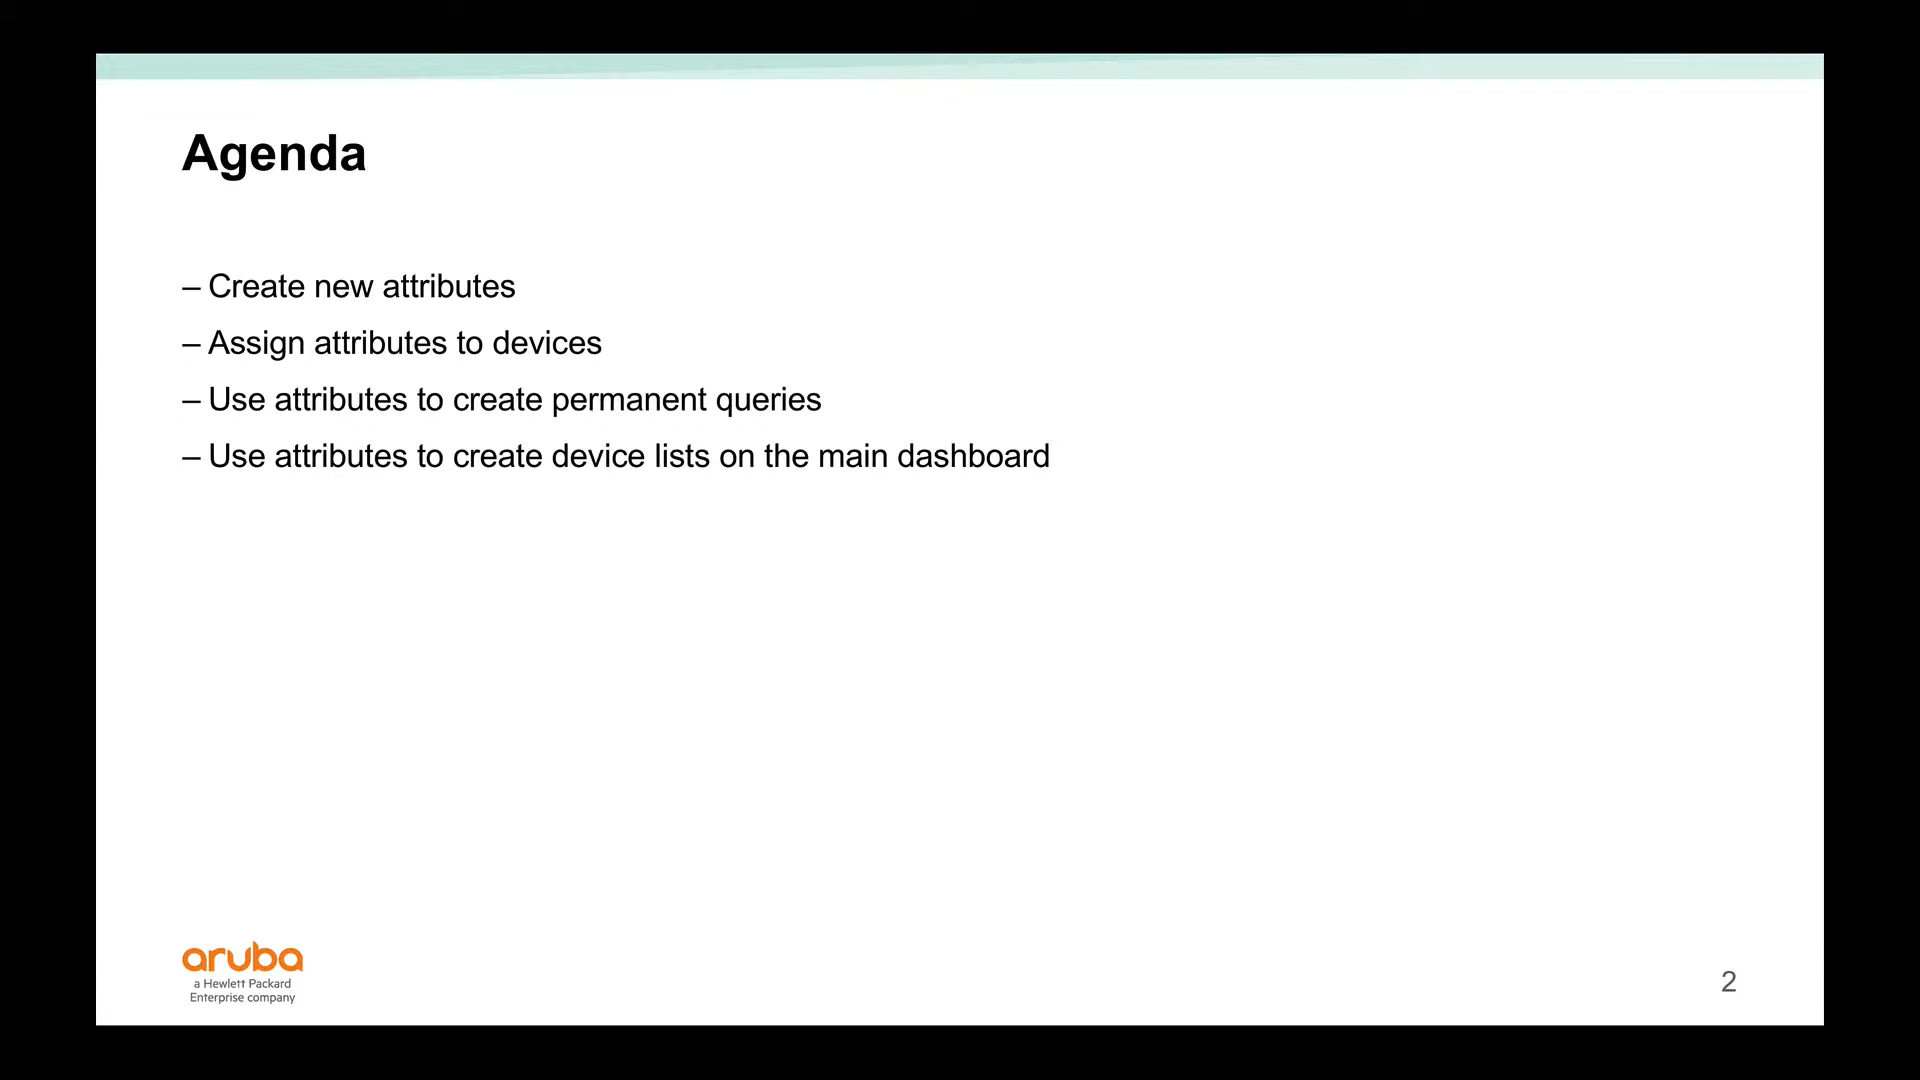 Agenda
– Create new attributes
– Assign attributes to devices
– Use attributes to create permanent queries
– Use attributes to create device lists on the main dashboard
aruba
a Hewlett Packard
Enterprise company
2